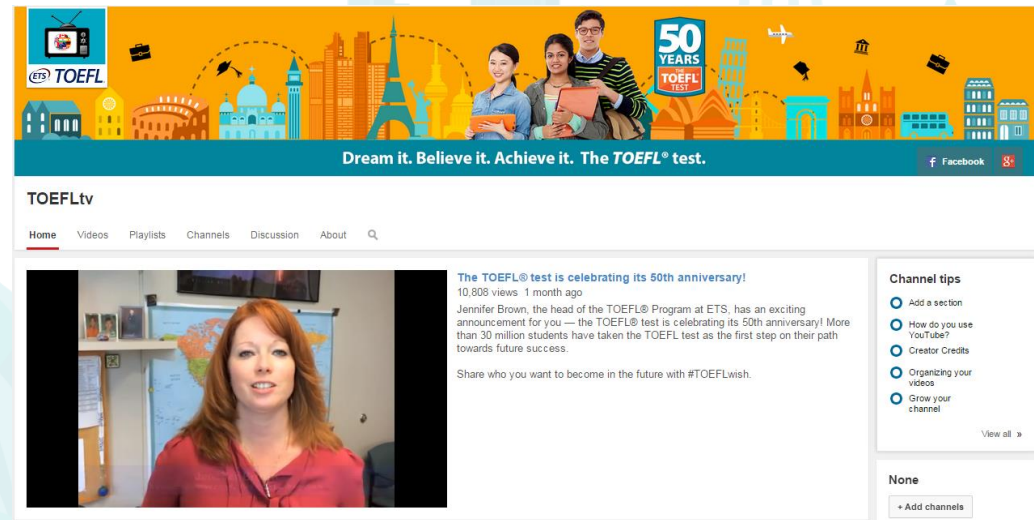 ETS TOEFL
50
YEARS
THE
TOEFL
TEST
Dream it. Believe it. Achieve it. The TOEFL® test.
Facebook
TOEFLtv
Home Videos Playlists Channels Discussion About
The TOEFL® test is celebrating its 50th anniversary!
10,808 views 1 month ago
Jennifer Brown, the head of the TOEFL® Program at ETS, has an exciting
announcement for you — the TOEFL® test is celebrating its 50th anniversary! More
than 30 million students have taken the TOEFL test as the first step on their path
towards future success.
Share who you want to become in the future with #TOEFLwish.
Channel tips
Add a section
How do you use
YouTube?
Creator Credits
Organizing your
videos
Grow your
channel
View all »
None
+ Add channels